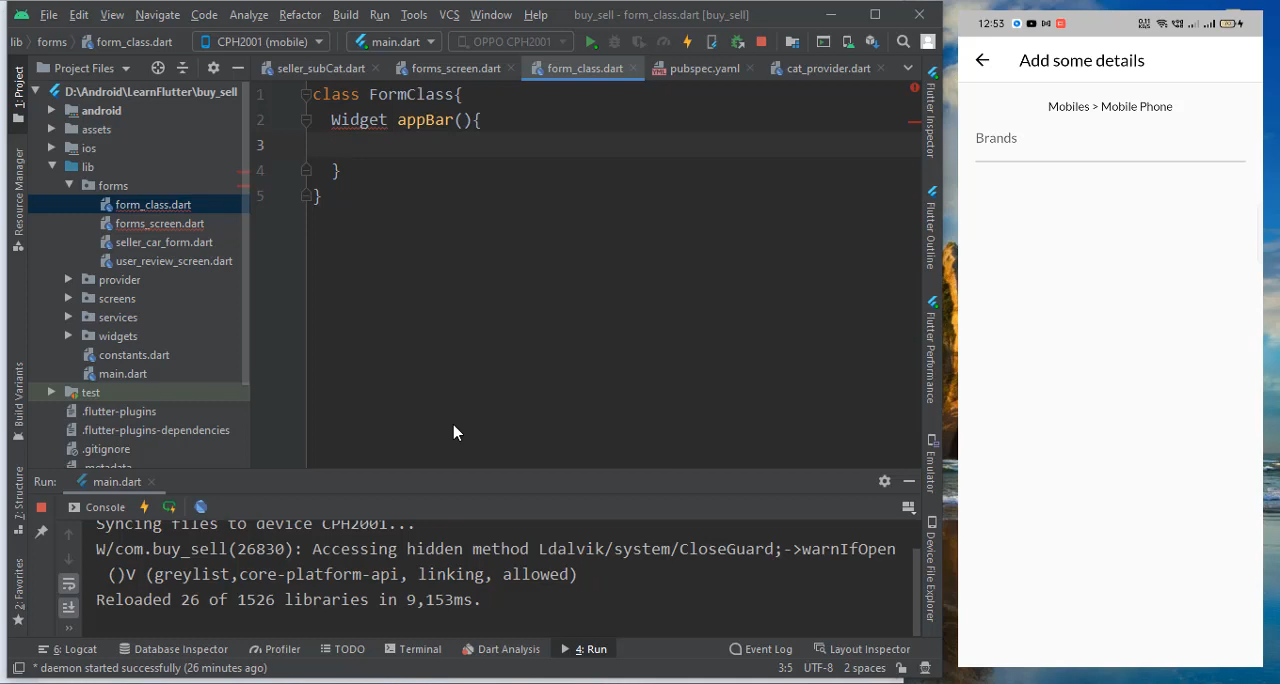 File Edit View Navigate Code Analyze Refactor Build Run Tools VCS Window Help buy_sell - form_class.dart [buy_sell]
lib forms form_class.dart CPH2001 (mobile) main.dart OPPO CPH2001
1: Project
Resource Manager
Build Variants
Z: Structure
2: Favorites
Project Files
seller_subCat.dart forms_screen.dart form_class.dart pubspec.yaml cat_provider.dart
D:\Android\LearnFlutter\buy_sell
android
assets
ios
lib
forms
form_class.dart
forms_screen.dart
seller_car_form.dart
user_review_screen.dart
provider
screens
services
widgets
constants.dart
main.dart
test
.flutter-plugins
.flutter-plugins-dependencies
.gitignore
.metadata
1 class FormClass{
2 Widget appBar(){
3
4 }
5 }
Flutter Inspector
Flutter Outline
Flutter Performance
Emulator
Device File Explorer
Run: main.dart
Console
Syncing files to device CPH2001...
W/com.buy_sell(26830): Accessing hidden method Ldalvik/system/CloseGuard;->warnIfOpen
()V (greylist,core-platform-api, linking, allowed)
Reloaded 26 of 1526 libraries in 9,153ms.
6: Logcat Database Inspector Profiler TODO Terminal Dart Analysis 4: Run Event Log Layout Inspector
* daemon started successfully (26 minutes ago) 3:5 UTF-8 2 spaces
12:53
Add some details
Mobiles > Mobile Phone
Brands